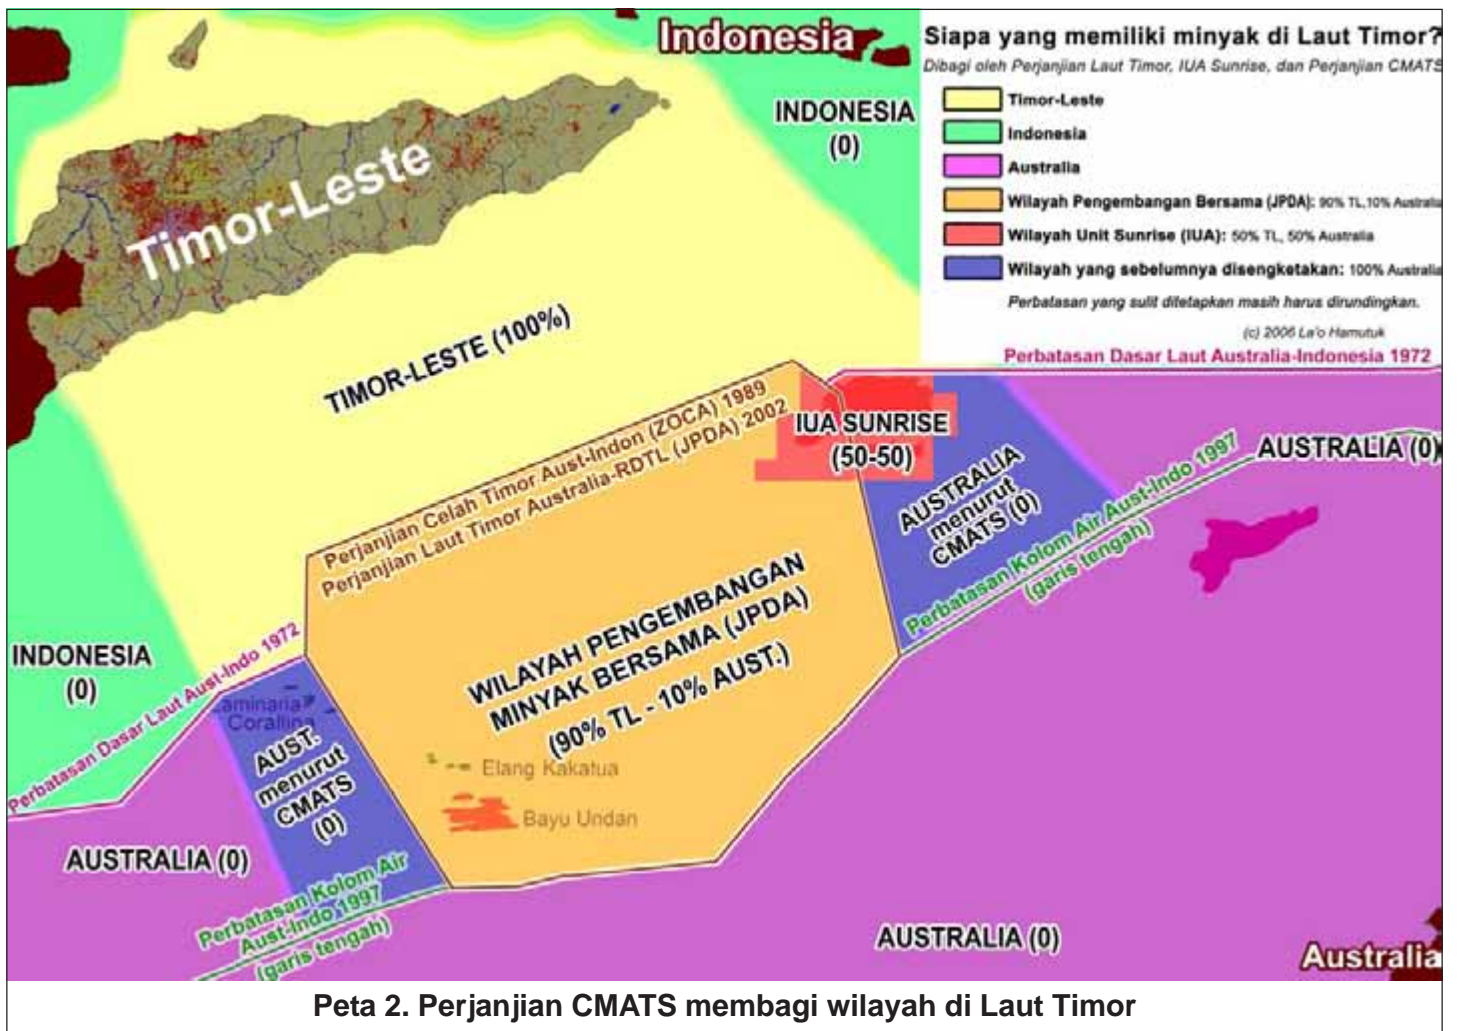 Indonesia
Siapa yang memiliki minyak di Laut Timor?
Dibagi oleh Perjanjian Laut Timor, IUA Sunrise, dan Perjanjian CMATS
Timor-Leste
Indonesia
Australia
Wilayah Pengembangan Bersama (JPDA): 90% TL,10% Australia
Wilayah Unit Sunrise (IUA): 50% TL, 50% Australia
Wilayah yang sebelumnya disengketakan: 100% Australia
Perbatasan yang sulit ditetapkan masih harus dirundingkan.
(c) 2006 La'o Hamutuk
Perbatasan Dasar Laut Australia-Indonesia 1972
INDONESIA
(0)
Timor-Leste
TIMOR-LESTE (100%)
Perjanjian Celah Timor Aust-Indon (ZOCA) 1989
Perjanjian Laut Timor Australia-RDTL (JPDA) 2002
IUA SUNRISE
(50-50)
AUSTRALIA
menurut
CMATS (0)
AUSTRALIA (0)
Perbatasan Kolom Air Aust-Indo 1997
(garis tengah)
WILAYAH PENGEMBANGAN
MINYAK BERSAMA (JPDA)
(90% TL - 10% AUST.)
INDONESIA
(0)
Perbatasan Dasar Laut Aust-Indo 1972
Laminaria
Corallina
AUST.
menurut
CMATS
(0)
Elang Kakatua
Bayu Undan
AUSTRALIA (0)
Perbatasan Kolom Air
Aust-Indo 1997
(garis tengah)
AUSTRALIA (0)
Australia
Peta 2. Perjanjian CMATS membagi wilayah di Laut Timor